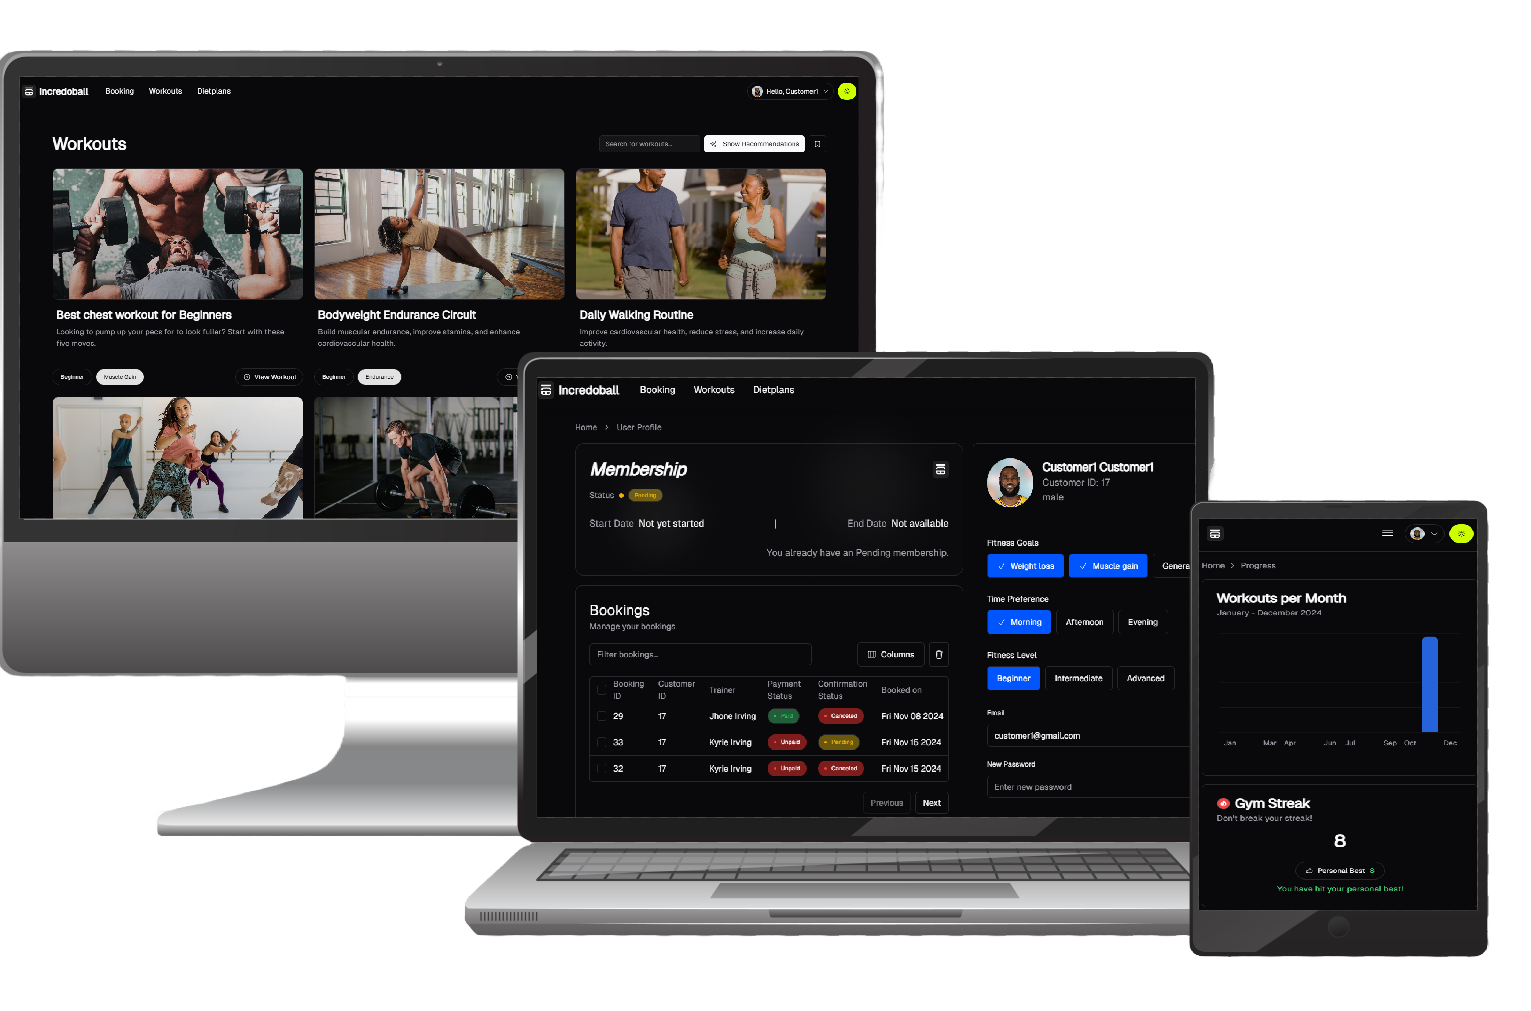 Incredoball Booking Workouts Dietplans
Hello, Customer1
Workouts
Search for workouts...
Show Recommendations
Best chest workout for Beginners
Looking to pump up your pecs for to look fuller? Start with these
five moves.
Beginner Muscle Gain View Workout
Bodyweight Endurance Circuit
Build muscular endurance, improve stamina, and enhance
cardiovascular health.
Beginner Endurance
Daily Walking Routine
Improve cardiovascular health, reduce stress, and increase daily
activity.
Incredoball Booking Workouts Dietplans
Home > User Profile
Membership
Status Pending
Start Date Not yet started | End Date Not available
You already have an Pending membership.
Bookings
Manage your bookings
Filter bookings...
Columns
Booking ID Customer ID Trainer Payment Status Confirmation Status Booked on
29 17 Jhone Irving Paid Canceled Fri Nov 08 2024
33 17 Kyrie Irving Unpaid Pending Fri Nov 15 2024
32 17 Kyrie Irving Unpaid Canceled Fri Nov 15 2024
Previous Next
Customer1 Customer1
Customer ID: 17
male
Fitness Goals
Weight loss Muscle gain Genera
Time Preference
Morning Afternoon Evening
Fitness Level
Beginner Intermediate Advanced
Email
customer1@gmail.com
New Password
Enter new password
Home > Progress
Workouts per Month
January - December 2024
Jan Mar Apr Jun Jul Sep Oct Dec
Gym Streak
Don't break your streak!
8
Personal Best 8
You have hit your personal best!